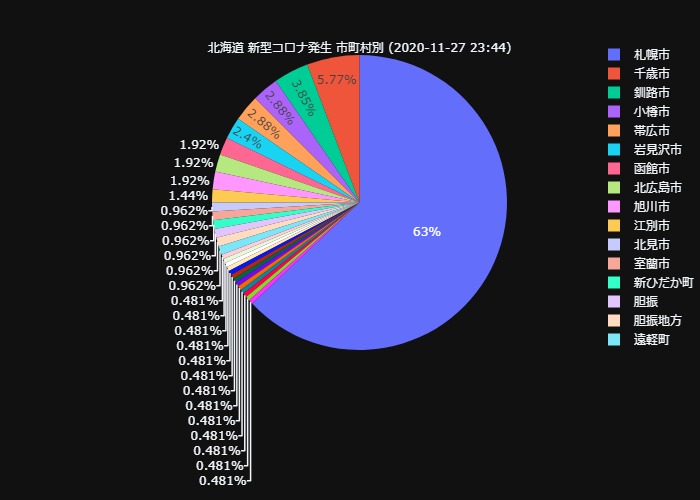 北海道 新型コロナ発生 市町村別 (2020-11-27 23:44)
63%
5.77%
3.85%
2.88%
2.88%
2.4%
1.92%
1.92%
1.92%
1.44%
0.962%
0.962%
0.962%
0.962%
0.962%
0.962%
0.481%
0.481%
0.481%
0.481%
0.481%
0.481%
0.481%
0.481%
0.481%
0.481%
0.481%
0.481%
0.481%
札幌市
千歳市
釧路市
小樽市
帯広市
岩見沢市
函館市
北広島市
旭川市
江別市
北見市
室蘭市
新ひだか町
胆振
胆振地方
遠軽町